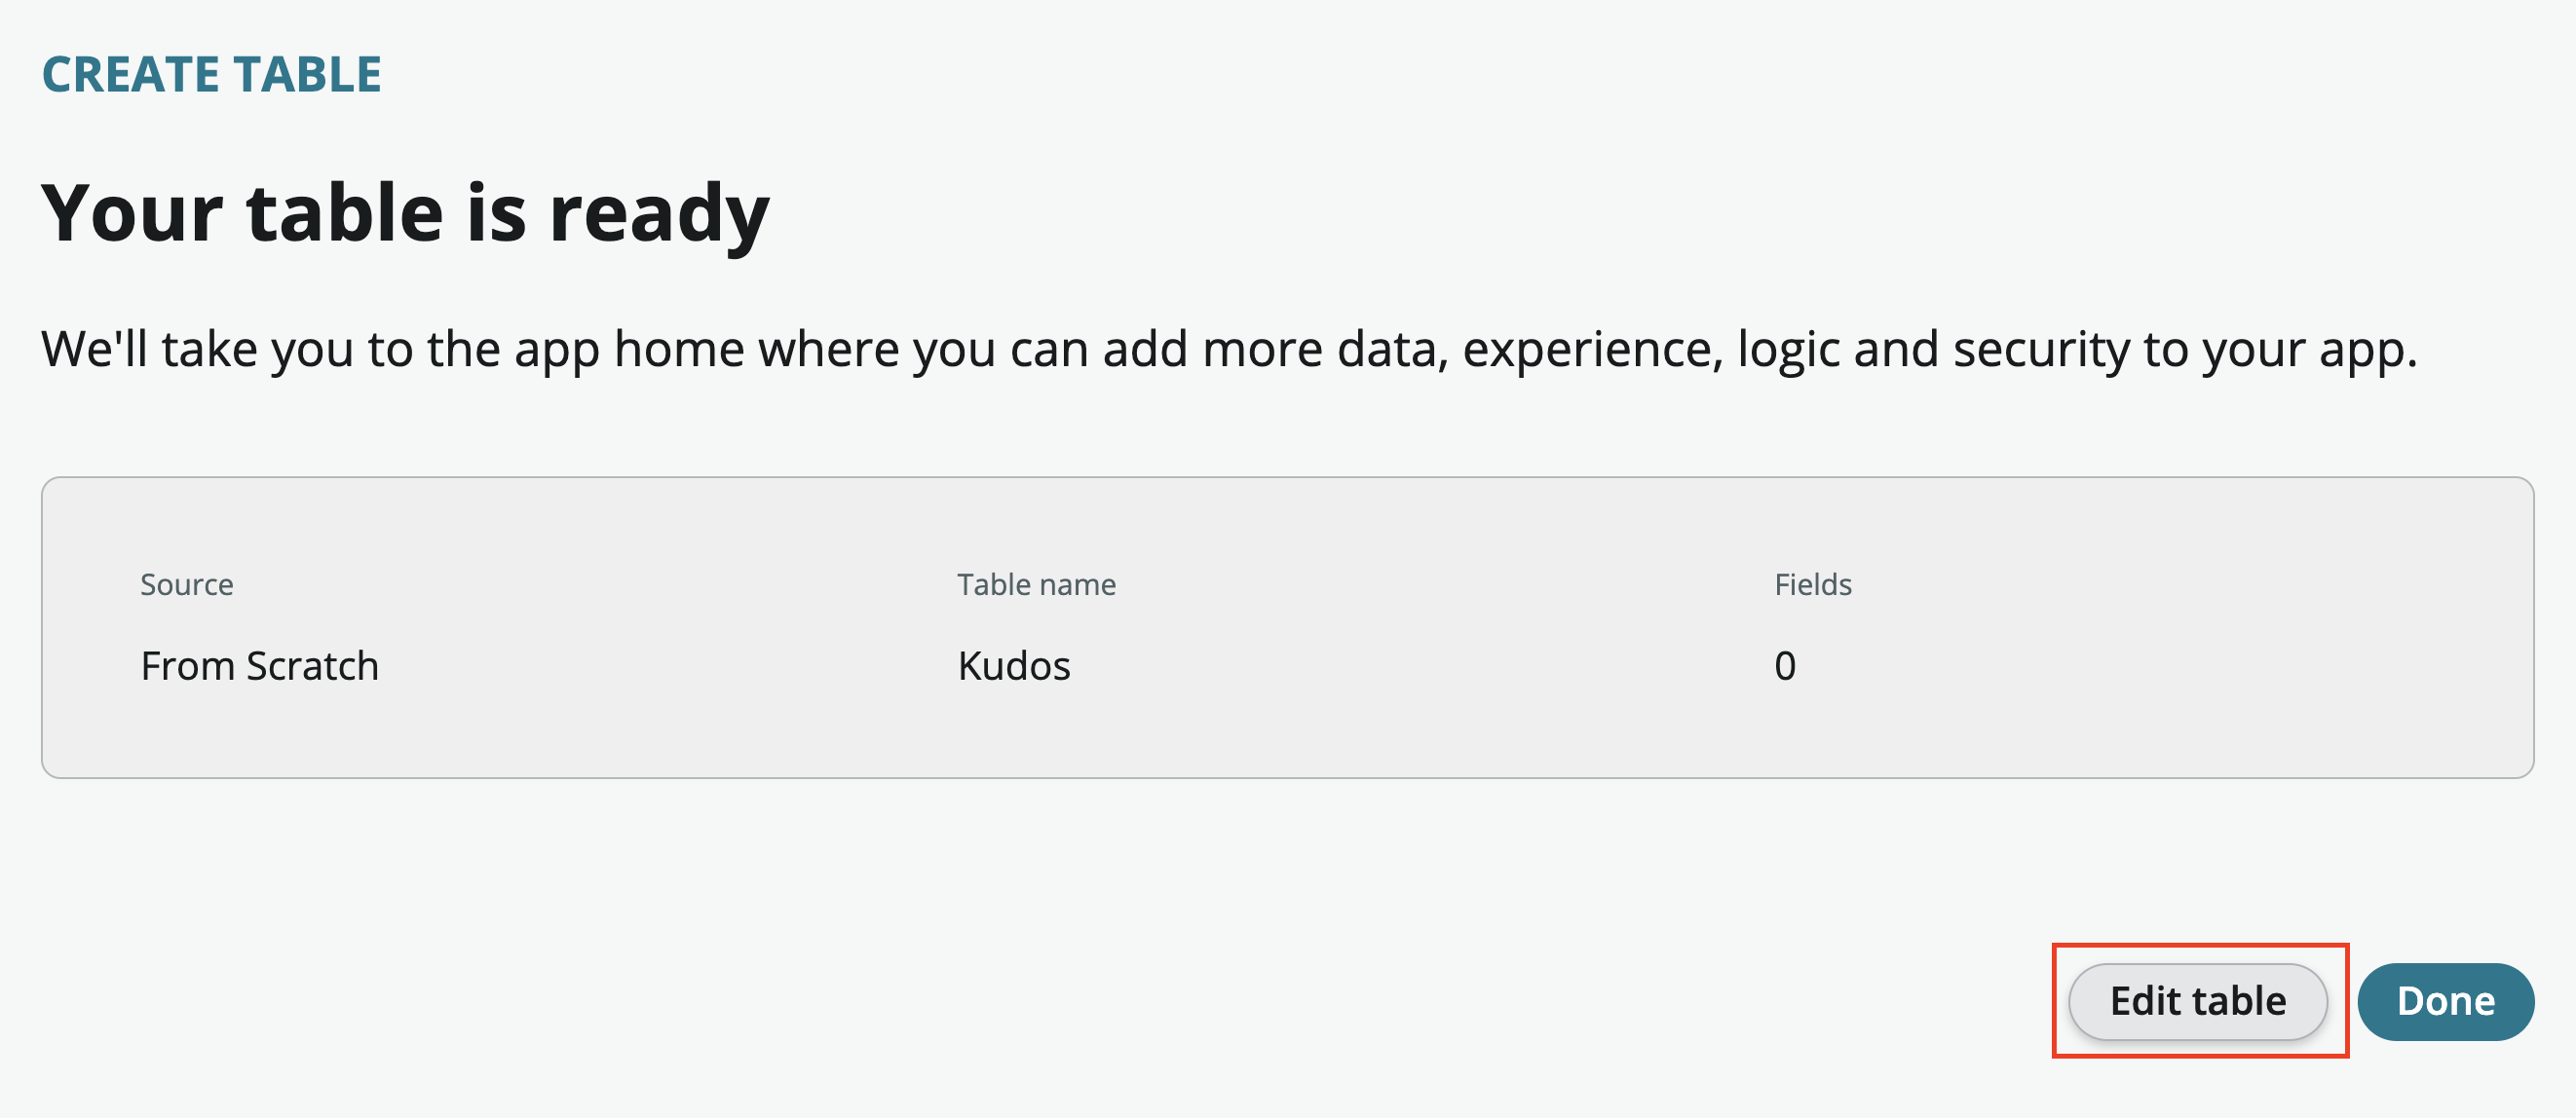 CREATE TABLE
Your table is ready
We'll take you to the app home where you can add more data, experience, logic and security to your app.
Source
Table name
Fields
From Scratch
Kudos
0
Edit table
Done